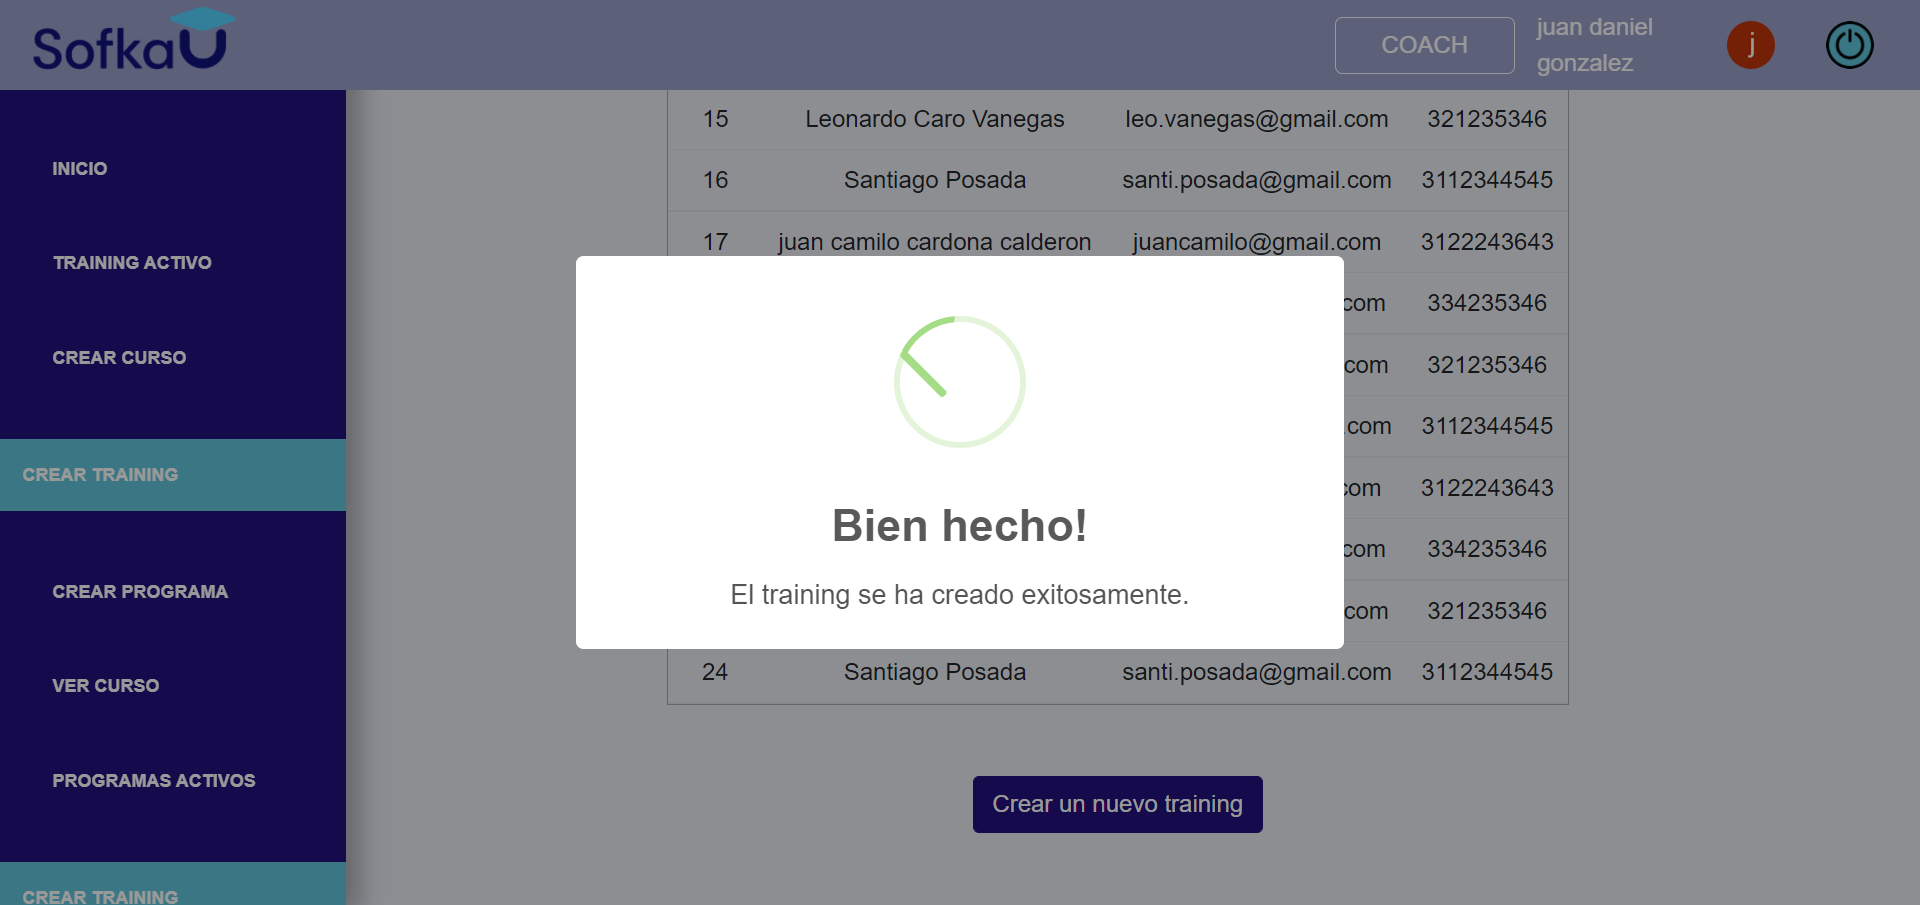 SofkaU
COACH
juan daniel
gonzalez
j
INICIO
TRAINING ACTIVO
CREAR CURSO
CREAR TRAINING
CREAR PROGRAMA
VER CURSO
PROGRAMAS ACTIVOS
CREAR TRAINING
15 Leonardo Caro Vanegas leo.vanegas@gmail.com 321235346
16 Santiago Posada santi.posada@gmail.com 3112344545
17 juan camilo cardona calderon juancamilo@gmail.com 3122243643
com 334235346
com 321235346
.com 3112344545
com 3122243643
com 334235346
com 321235346
24 Santiago Posada santi.posada@gmail.com 3112344545
Bien hecho!
El training se ha creado exitosamente.
Crear un nuevo training